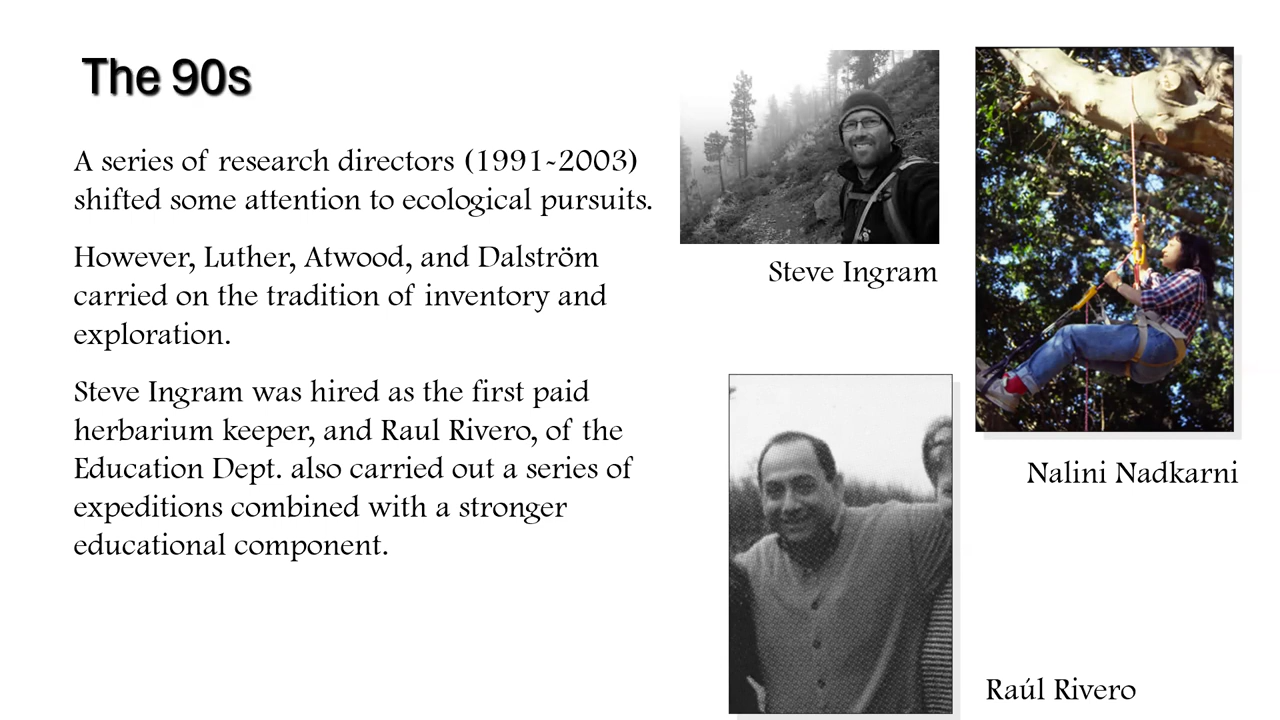 The 90s
A series of research directors (1991-2003)
shifted some attention to ecological pursuits.
However, Luther, Atwood, and Dalström
carried on the tradition of inventory and
exploration.
Steve Ingram was hired as the first paid
herbarium keeper, and Raul Rivero, of the
Education Dept. also carried out a series of
expeditions combined with a stronger
educational component.
Steve Ingram
Nalini Nadkarni
Raúl Rivero